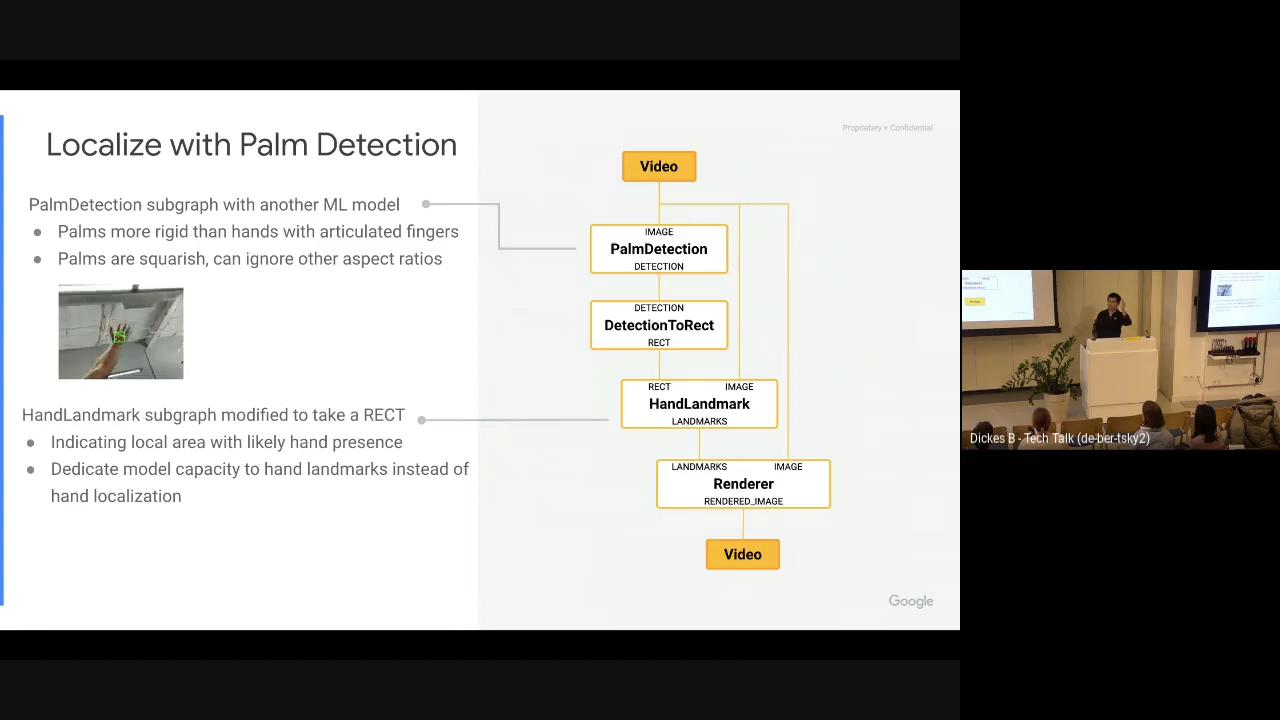 Localize with Palm Detection
Proprietary + Confidential
PalmDetection subgraph with another ML model
● Palms more rigid than hands with articulated fingers
● Palms are squarish, can ignore other aspect ratios
HandLandmark subgraph modified to take a RECT
● Indicating local area with likely hand presence
● Dedicate model capacity to hand landmarks instead of
hand localization
Video
IMAGE
PalmDetection
DETECTION
DETECTION
DetectionToRect
RECT
RECT IMAGE
HandLandmark
LANDMARKS
LANDMARKS IMAGE
Renderer
RENDERED_IMAGE
Video
Google
Dickes B - Tech Talk (de-ber-tsky2)